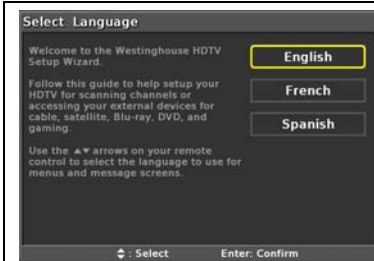 Select Language
Welcome to the Westinghouse HDTV
Setup Wizard.
Follow this guide to help setup your
HDTV for scanning channels or
accessing your external devices for
cable, satellite, Blu-ray, DVD, and
gaming.
Use the ▲▼ arrows on your remote
control to select the language to use for
menus and message screens.
English
French
Spanish
: Select Enter: Confirm